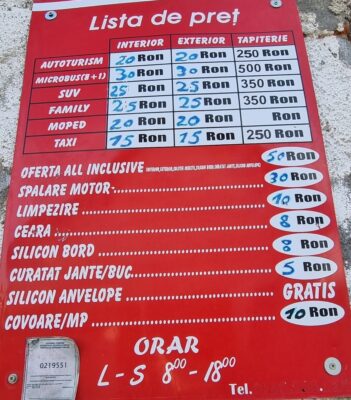 Lista de preț
INTERIOR EXTERIOR TAPITERIE
AUTOTURISM 20 Ron 20 Ron 250 Ron
MICROBUS(8+1) 30 Ron 30 Ron 500 Ron
SUV 25 Ron 25 Ron 350 Ron
FAMILY 25 Ron 25 Ron 350 Ron
MOPED 20 Ron 20 Ron Ron
TAXI 15 Ron 15 Ron 250 Ron
OFERTA ALL INCLUSIVE 50 Ron
SPALARE MOTOR 30 Ron
LIMPEZIRE 10 Ron
CEARA 8 Ron
SILICON BORD 8 Ron
CURATAT JANTE/BUC. 5 Ron
SILICON ANVELOPE GRATIS
COVOARE/MP 10 Ron
ORAR
L-S 8⁰⁰-18⁰⁰
0219551
Tel.